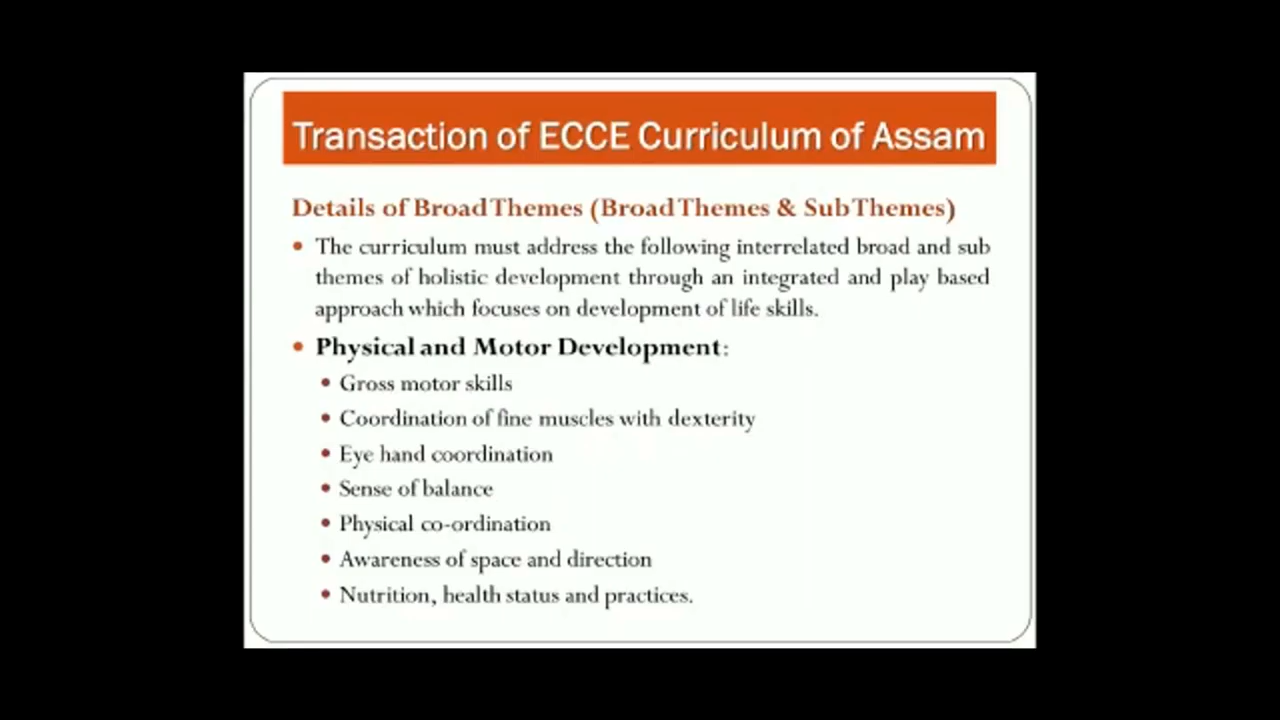 Transaction of ECCE Curriculum of Assam
Details of Broad Themes (Broad Themes & Sub Themes)
• The curriculum must address the following interrelated broad and sub
themes of holistic development through an integrated and play based
approach which focuses on development of life skills.
• Physical and Motor Development:
• Gross motor skills
• Coordination of fine muscles with dexterity
• Eye hand coordination
• Sense of balance
• Physical co-ordination
• Awareness of space and direction
• Nutrition, health status and practices.